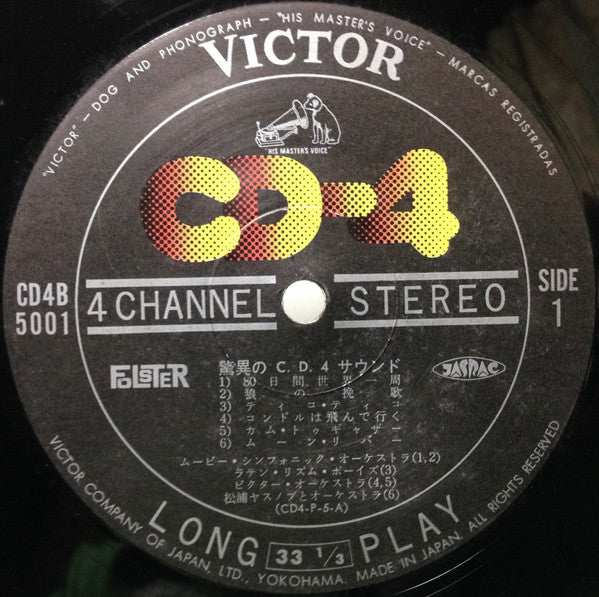 "VICTOR" — DOG AND PHONOGRAPH — "HIS MASTER'S VOICE" — MARCAS REGISTRADAS
VICTOR
"HIS MASTER'S VOICE"
CD-4
CD4B
5001
4 CHANNEL STEREO
SIDE
1
FOLSTER
JASRAC
驚異の C. D. 4 サウンド
1) 80日間世界一周
2) 狼の挽歌
3) デ・コ・ティコ
4) コンドルは飛んで行く
5) カム・トゥギャザー
6) ムーン・リバー
ムービー・シンフォニック・オーケストラ(1,2)
ラテン・リズム・ボーイズ(3)
ビクター・オーケストラ(4,5)
松浦ヤスノブとオーケストラ(6)
(CD4-P-5-A)
LONG 33 1/3 PLAY
VICTOR COMPANY OF JAPAN, LTD., YOKOHAMA. MADE IN JAPAN. ALL RIGHTS RESERVED